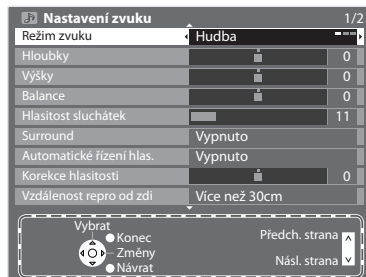 Nastavení zvuku 1/2
Režim zvuku Hudba
Hloubky 0
Výšky 0
Balance 0
Hlasitost sluchátek 11
Surround Vypnuto
Automatické řízení hlas. Vypnuto
Korekce hlasitosti 0
Vzdálenost repro od zdi Více než 30cm
Vybrat
Konec
Změny
Návrat
Předch. strana
Násl. strana